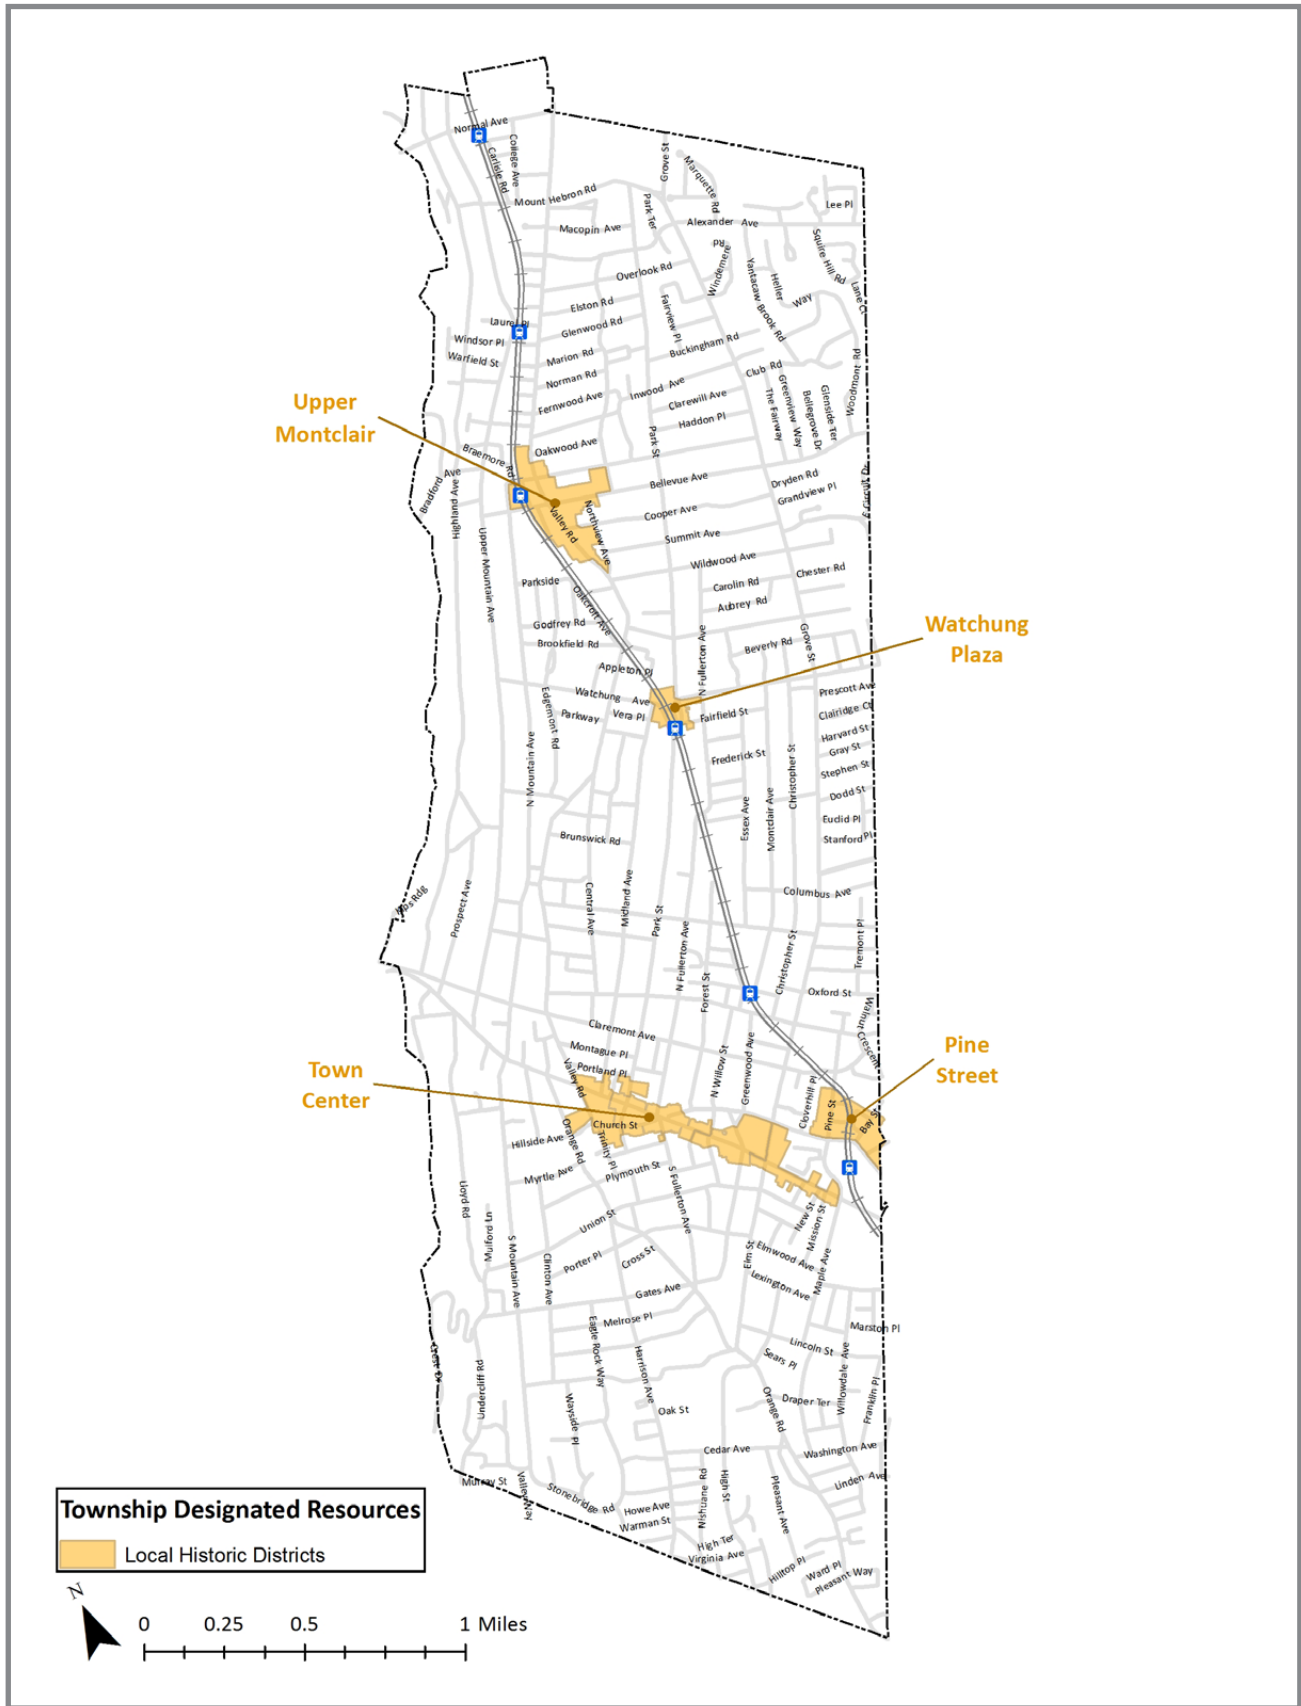 Normal Ave
College Ave
Carlisle Rd
Mount Hebron Rd
Macopin Ave
Grove St
Marquette Rd
Park Ter
Alexander Ave
Lee Pl
Squire Hill Rd
Windemere
Rd
Overlook Rd
Yantacaw Brook Rd
Heller
Way
Lane Ct
Elston Rd
Fairview Pl
Laurel Pl
Glenwood Rd
Windsor Pl
Buckingham Rd
Warfield St
Marion Rd
Norman Rd
Fernwood Ave
Inwood Ave
Clarewill Ave
Haddon Pl
Club Rd
The Fairway
Greenview Way
Bellegrove Dr
Glenside Ter
Woodmont Rd
Upper
Montclair
Braemore Rd
Oakwood Ave
Park St
Bradford Ave
Highland Ave
Bellevue Ave
Dryden Rd
Grandview Pl
E Circuit Dr
Valley Rd
Northview Ave
Cooper Ave
Summit Ave
Upper Mountain Ave
Wildwood Ave
Parkside
Carolin Rd
Chester Rd
Oakcroft Ave
Aubrey Rd
Godfrey Rd
Brookfield Rd
N Fullerton Ave
Beverly Rd
Grove St
Watchung
Plaza
Appleton Pl
Watchung Ave
Prescott Ave
Edgemont Rd
Parkway
Vera Pl
Fairfield St
Clairidge Ct
Harvard St
Gray St
N Mountain Ave
Frederick St
Christopher St
Stephen St
Dodd St
Essex Ave
Montclair Ave
Euclid Pl
Stanford Pl
Brunswick Rd
Columbus Ave
Prospect Ave
Central Ave
Midland Ave
Park St
N Fullerton Ave
Christopher St
Tremont Pl
Forest St
Oxford St
Walnut Crescent
Claremont Ave
Montague Pl
Portland Pl
Valley Rd
N Willow St
Greenwood Ave
Cloverhill Pl
Pine
Street
Town
Center
Church St
Pine St
Bay St
Hillside Ave
Orange Rd
Trinity Pl
Myrtle Ave
Plymouth St
S Fullerton Ave
Lloyd Rd
Union St
New St
Mission St
Mulford Ln
S Mountain Ave
Clinton Ave
Porter Pl
Cross St
Elm St
Elmwood Ave
Maple Ave
Lexington Ave
Gates Ave
Melrose Pl
Eagle Rock Way
Marston Pl
Lincoln St
Sears Pl
Crest Dr
Undercliff Rd
Harrison Ave
Willowdale Ave
Franklin Pl
Wayside Pl
Oak St
Orange Rd
Draper Ter
Cedar Ave
Washington Ave
Murray St
Valley Way
Stonebridge Rd
Howe Ave
Warman St
Nishuane Rd
High St
Pleasant Ave
Linden Ave
High Ter
Virginia Ave
Hilltop Pl
Ward Pl
Pleasant Way
Township Designated Resources
Local Historic Districts
N
0 0.25 0.5 1 Miles